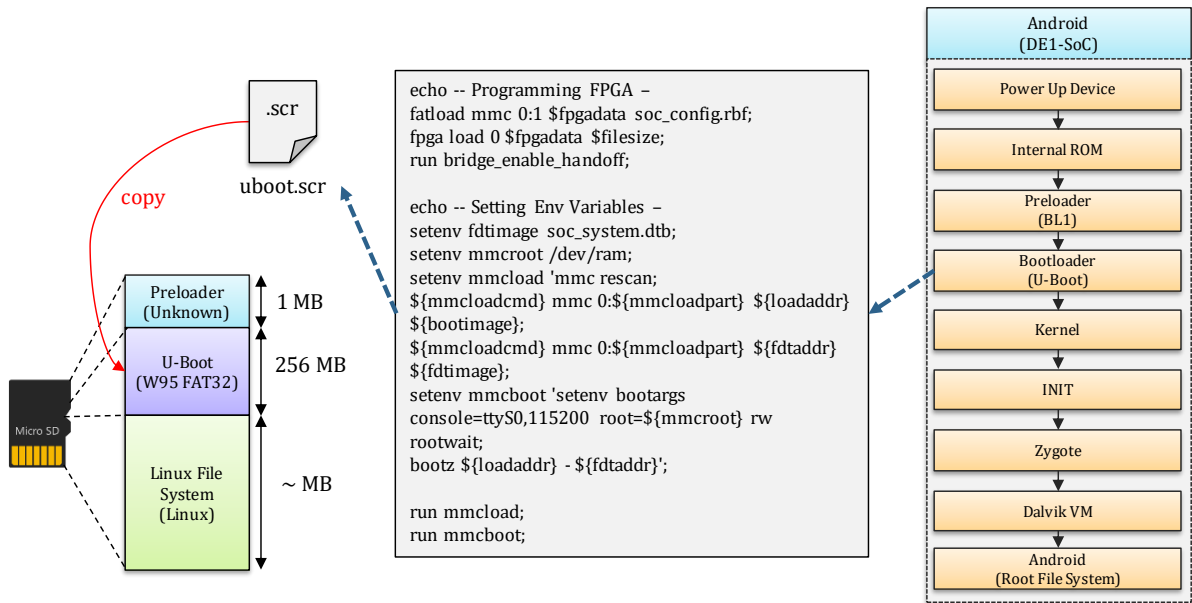 .scr
uboot.scr
copy
Preloader
(Unknown)
1 MB
U-Boot
(W95 FAT32)
256 MB
Micro SD
Linux File
System
(Linux)
~ MB
echo -- Programming FPGA –
fatload mmc 0:1 $fpgadata soc_config.rbf;
fpga load 0 $fpgadata $filesize;
run bridge_enable_handoff;
echo -- Setting Env Variables –
setenv fdtimage soc_system.dtb;
setenv mmcroot /dev/ram;
setenv mmcload 'mmc rescan;
${mmcloadcmd} mmc 0:${mmcloadpart} ${loadaddr}
${bootimage};
${mmcloadcmd} mmc 0:${mmcloadpart} ${fdtaddr}
${fdtimage};
setenv mmcboot 'setenv bootargs
console=ttyS0,115200 root=${mmcroot} rw
rootwait;
bootz ${loadaddr} - ${fdtaddr}';
run mmcload;
run mmcboot;
Android
(DE1-SoC)
Power Up Device
Internal ROM
Preloader
(BL1)
Bootloader
(U-Boot)
Kernel
INIT
Zygote
Dalvik VM
Android
(Root File System)